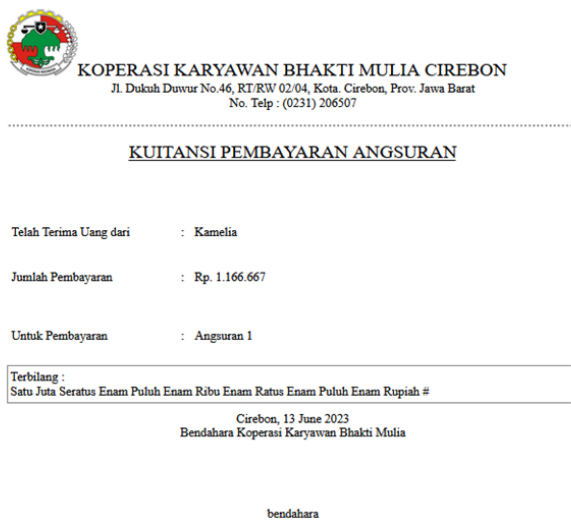 KOPERASI KARYAWAN BHAKTI MULIA CIREBON
Jl. Dukuh Duwur No.46, RT/RW 02/04, Kota. Cirebon, Prov. Jawa Barat
No. Telp : (0231) 206507
KUITANSI PEMBAYARAN ANGSURAN
Telah Terima Uang dari : Kamelia
Jumlah Pembayaran : Rp. 1.166.667
Untuk Pembayaran : Angsuran 1
Terbilang :
Satu Juta Seratus Enam Puluh Enam Ribu Enam Ratus Enam Puluh Enam Rupiah #
Cirebon, 13 June 2023
Bendahara Koperasi Karyawan Bhakti Mulia
bendahara